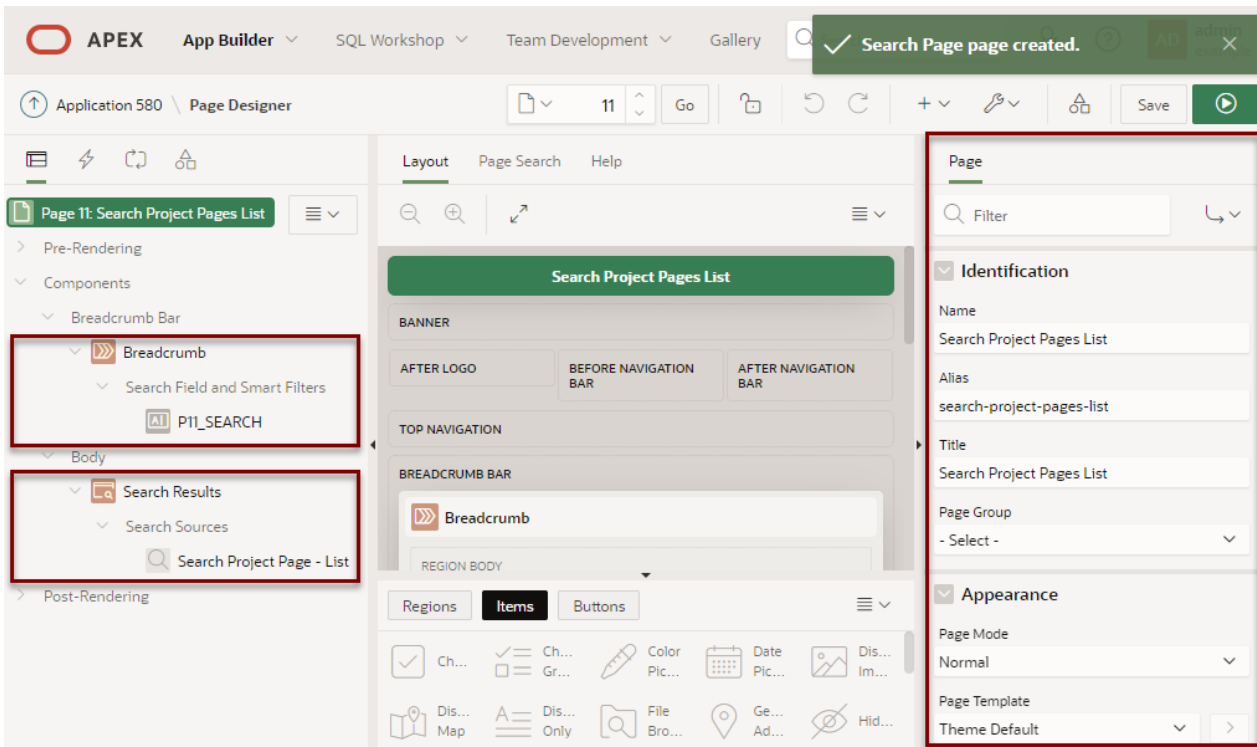 APEX
App Builder
SQL Workshop
Team Development
Gallery
Search Page page created.
Application 580 \ Page Designer
11
Go
Save
Page 11: Search Project Pages List
Pre-Rendering
Components
Breadcrumb Bar
Breadcrumb
Search Field and Smart Filters
P11_SEARCH
Body
Search Results
Search Sources
Search Project Page - List
Post-Rendering
Layout
Page Search
Help
Search Project Pages List
BANNER
AFTER LOGO
BEFORE NAVIGATION
BAR
AFTER NAVIGATION
BAR
TOP NAVIGATION
BREADCRUMB BAR
Breadcrumb
REGION BODY
Regions
Items
Buttons
Ch...
Ch...
Gr...
Color
Pic...
Date
Pic...
Dis...
Im...
Dis...
Map
Dis...
Only
File
Bro...
Ge...
Ad...
Hid...
Page
Filter
Identification
Name
Search Project Pages List
Alias
search-project-pages-list
Title
Search Project Pages List
Page Group
- Select -
Appearance
Page Mode
Normal
Page Template
Theme Default